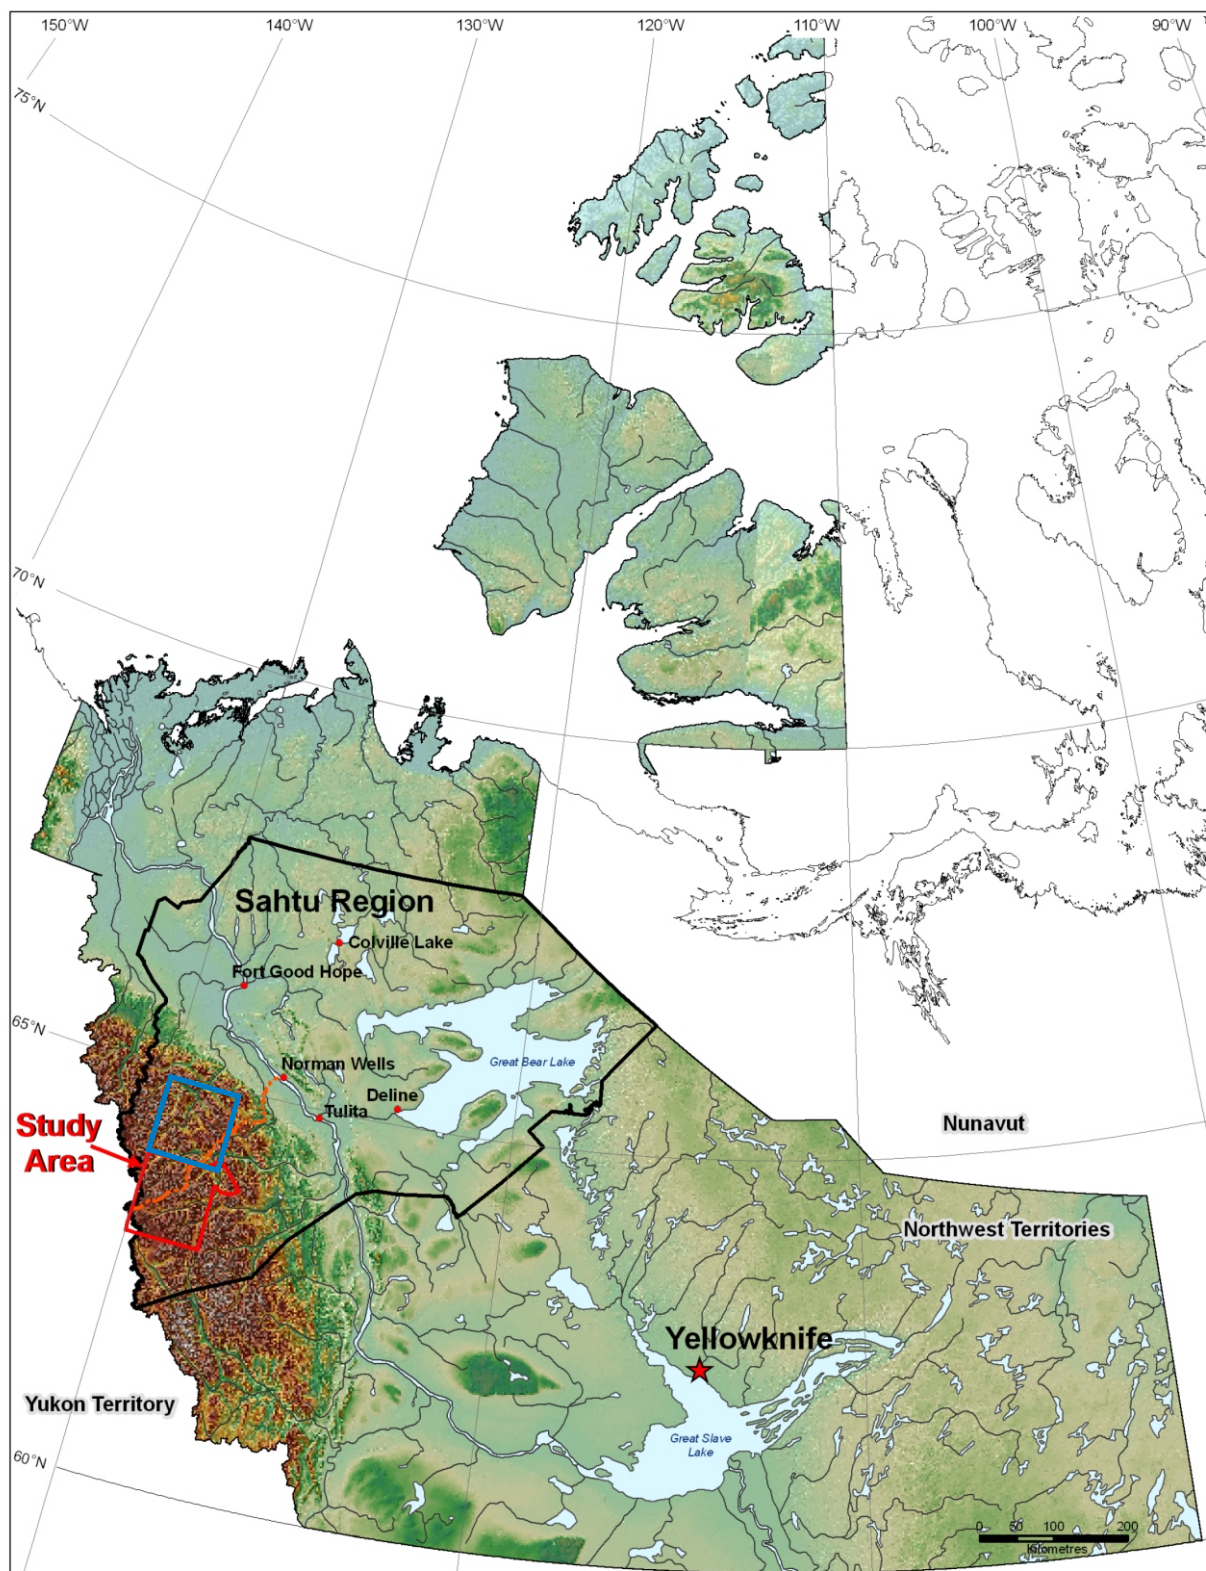 150°W
140°W
130°W
120°W
110°W
100°W
90°W
75°N
70°N
Sahtu Region
Colville Lake
Fort Good Hope
65°N
Great Bear Lake
Norman Wells
Deline
Tulita
Study
Area
Nunavut
Northwest Territories
Yellowknife
Yukon Territory
Great Slave
Lake
60°N
0 50 100 200
Kilometres